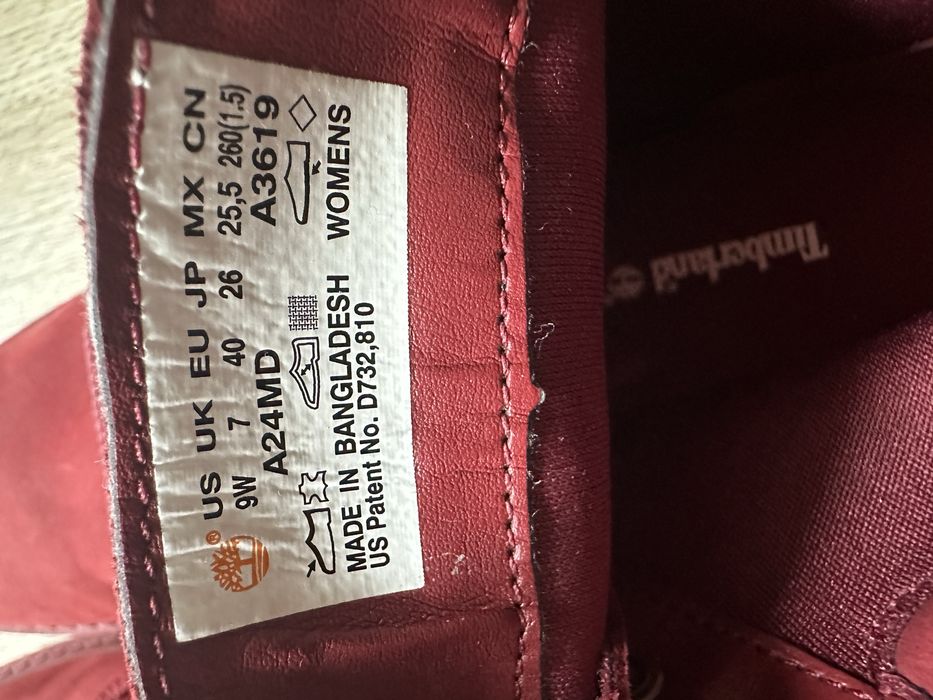 US UK EU JP MX CN
9W 7 40 26 25,5 260(1.5)
A24MD A3619
WOMENS
MADE IN BANGLADESH
US Patent No. D732,810
®
Timberland